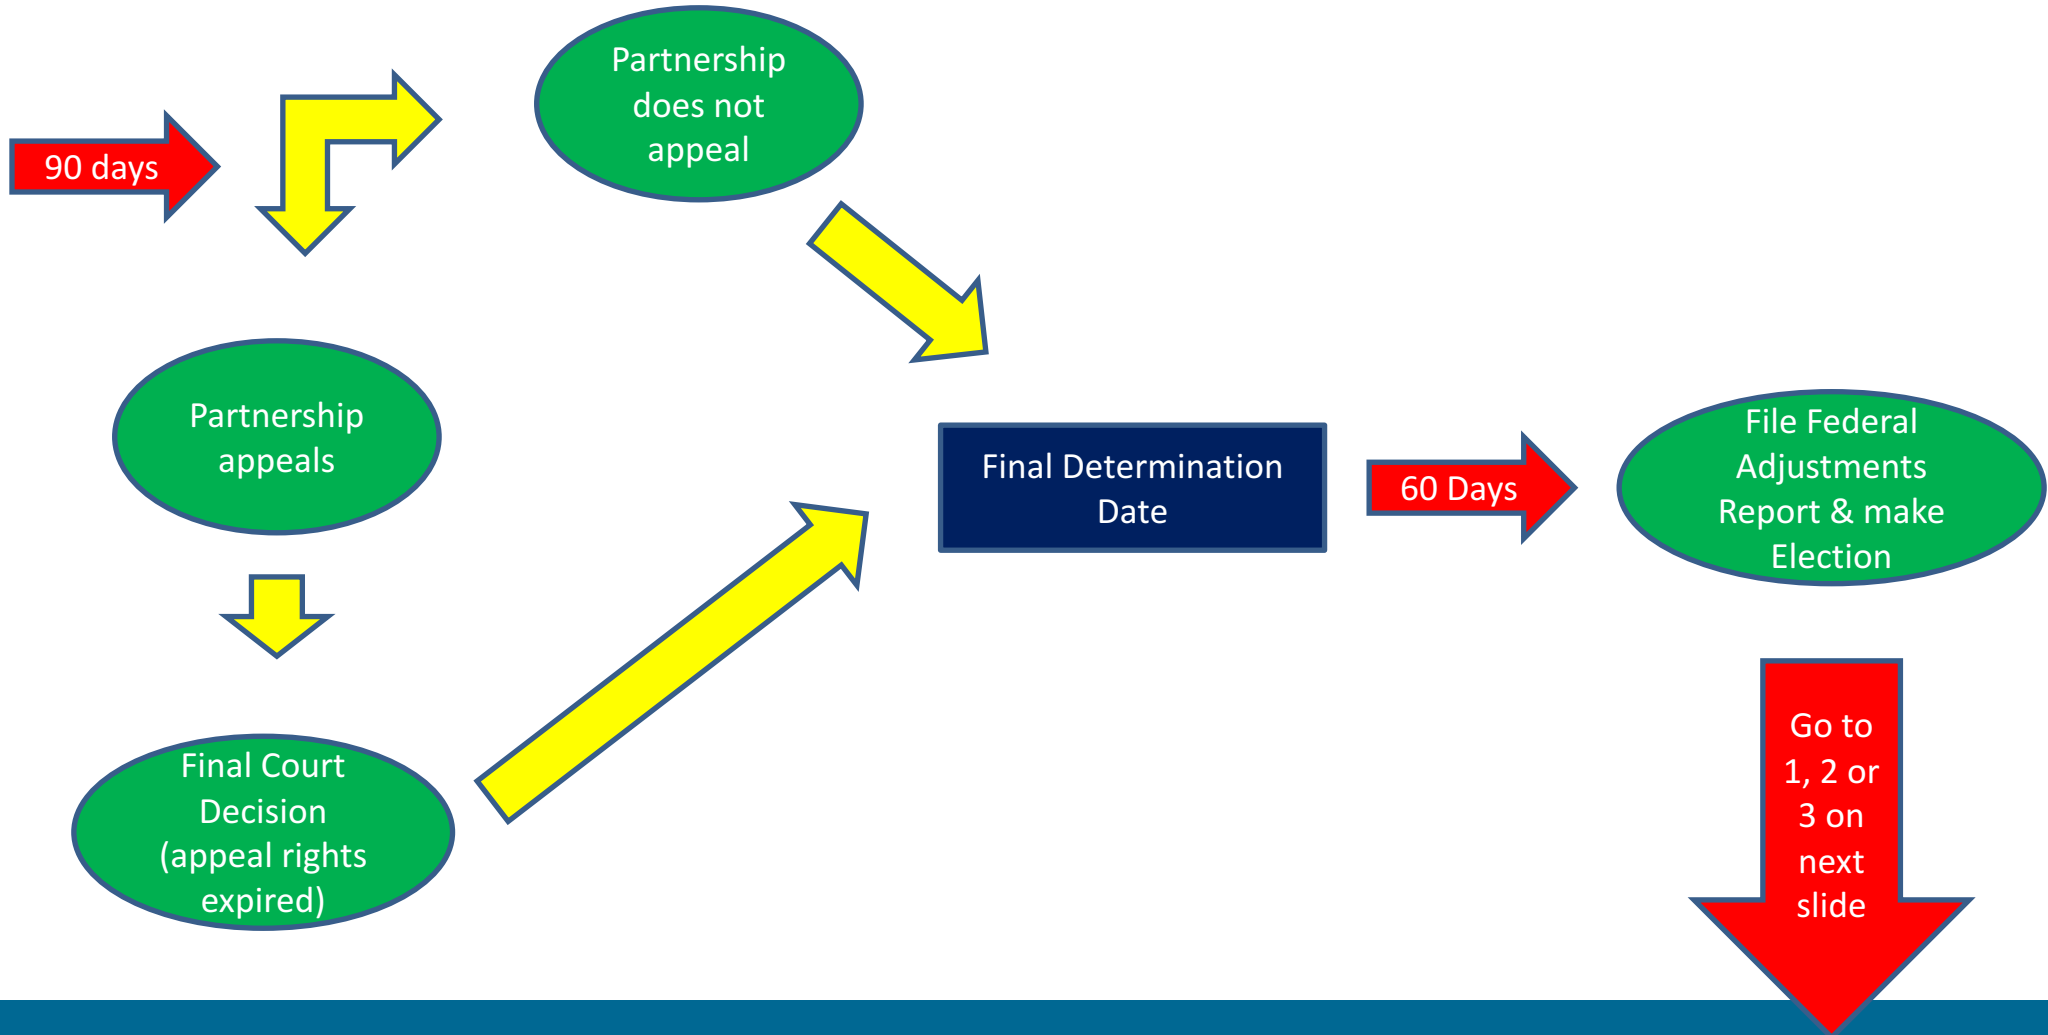 Partnership
does not
appeal
90 days
Partnership
appeals
Final Court
Decision
(appeal rights
expired)
Final Determination
Date
60 Days
File Federal
Adjustments
Report & make
Election
Go to
1, 2 or
3 on
next
slide